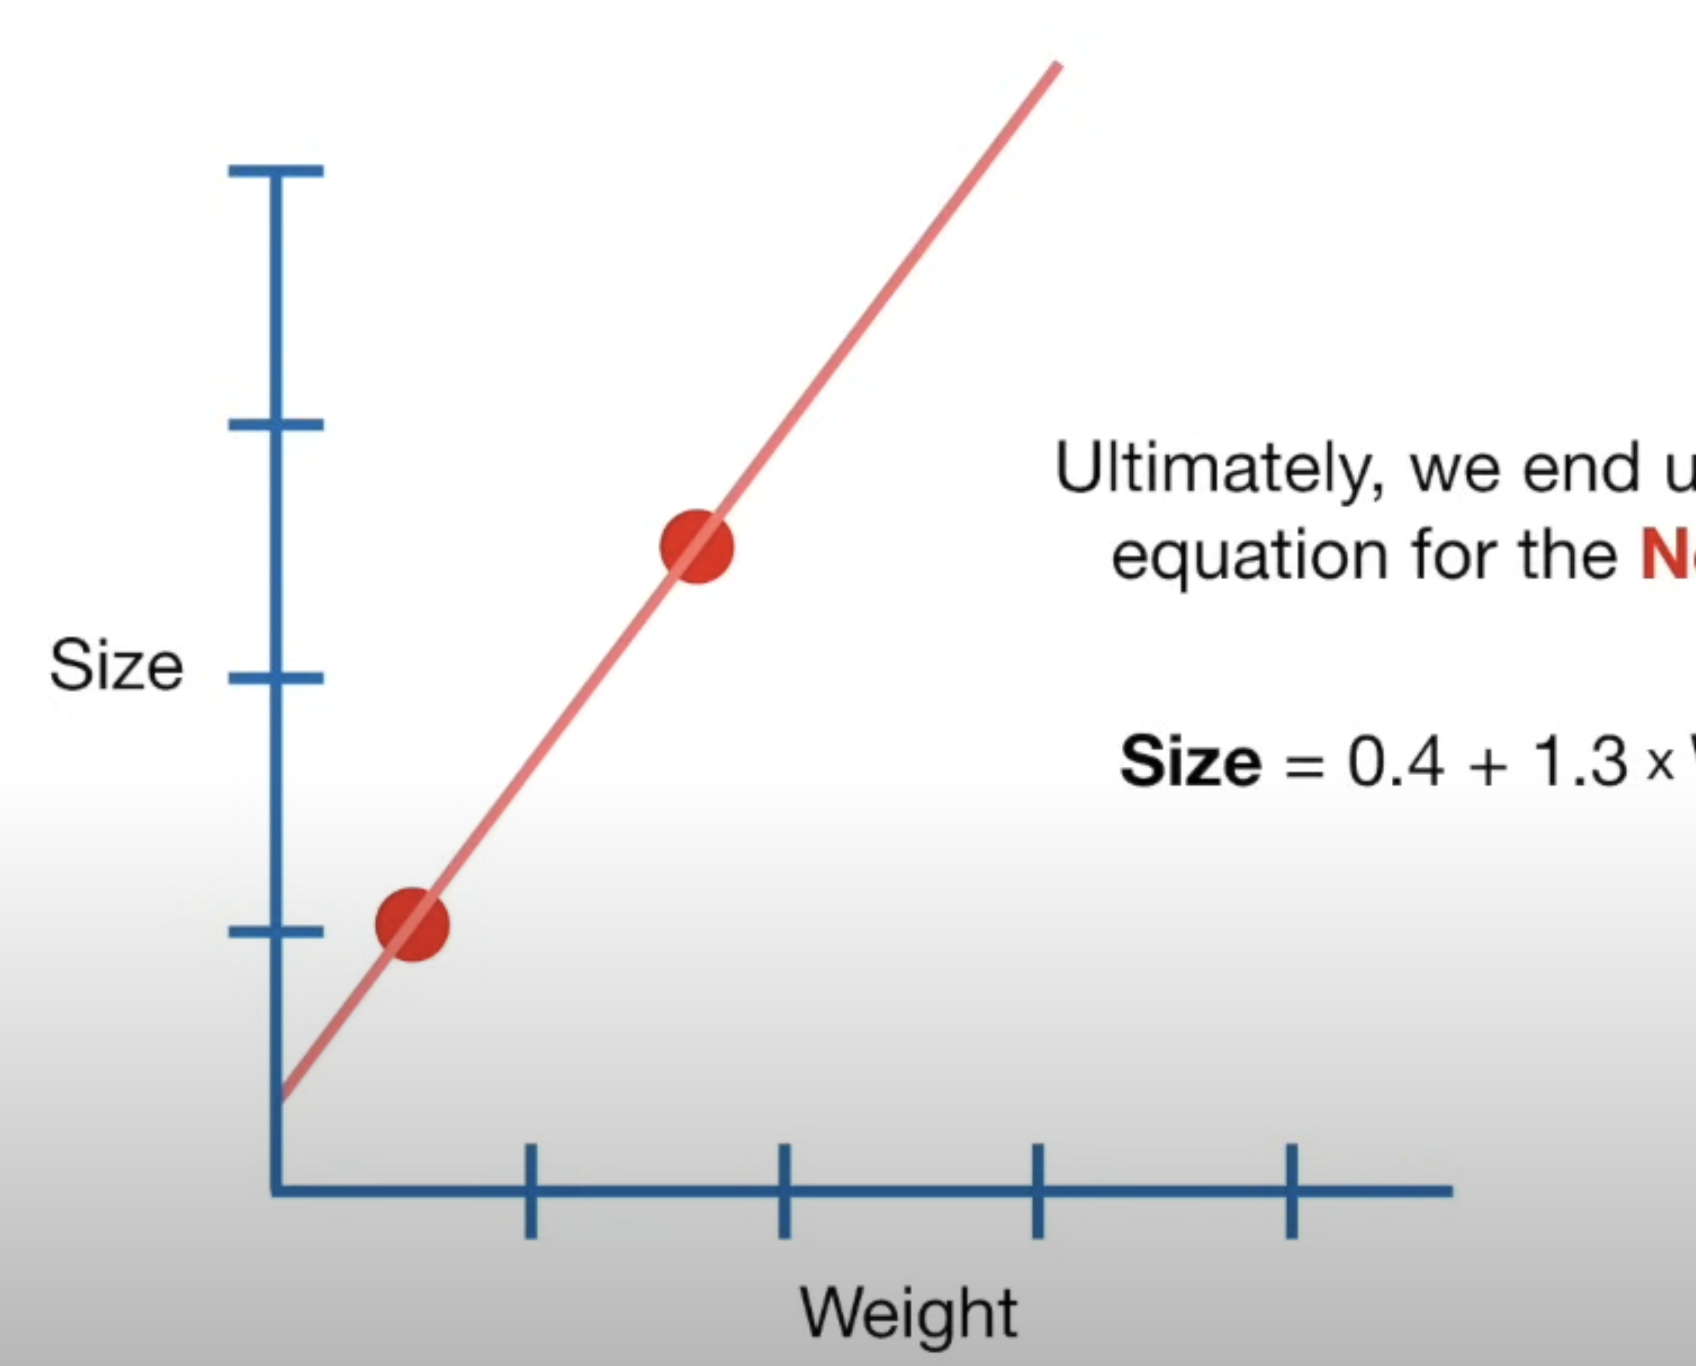 Size
Ultimately, we end u
equation for the
Size = 0.4 + 1.3 x
Weight